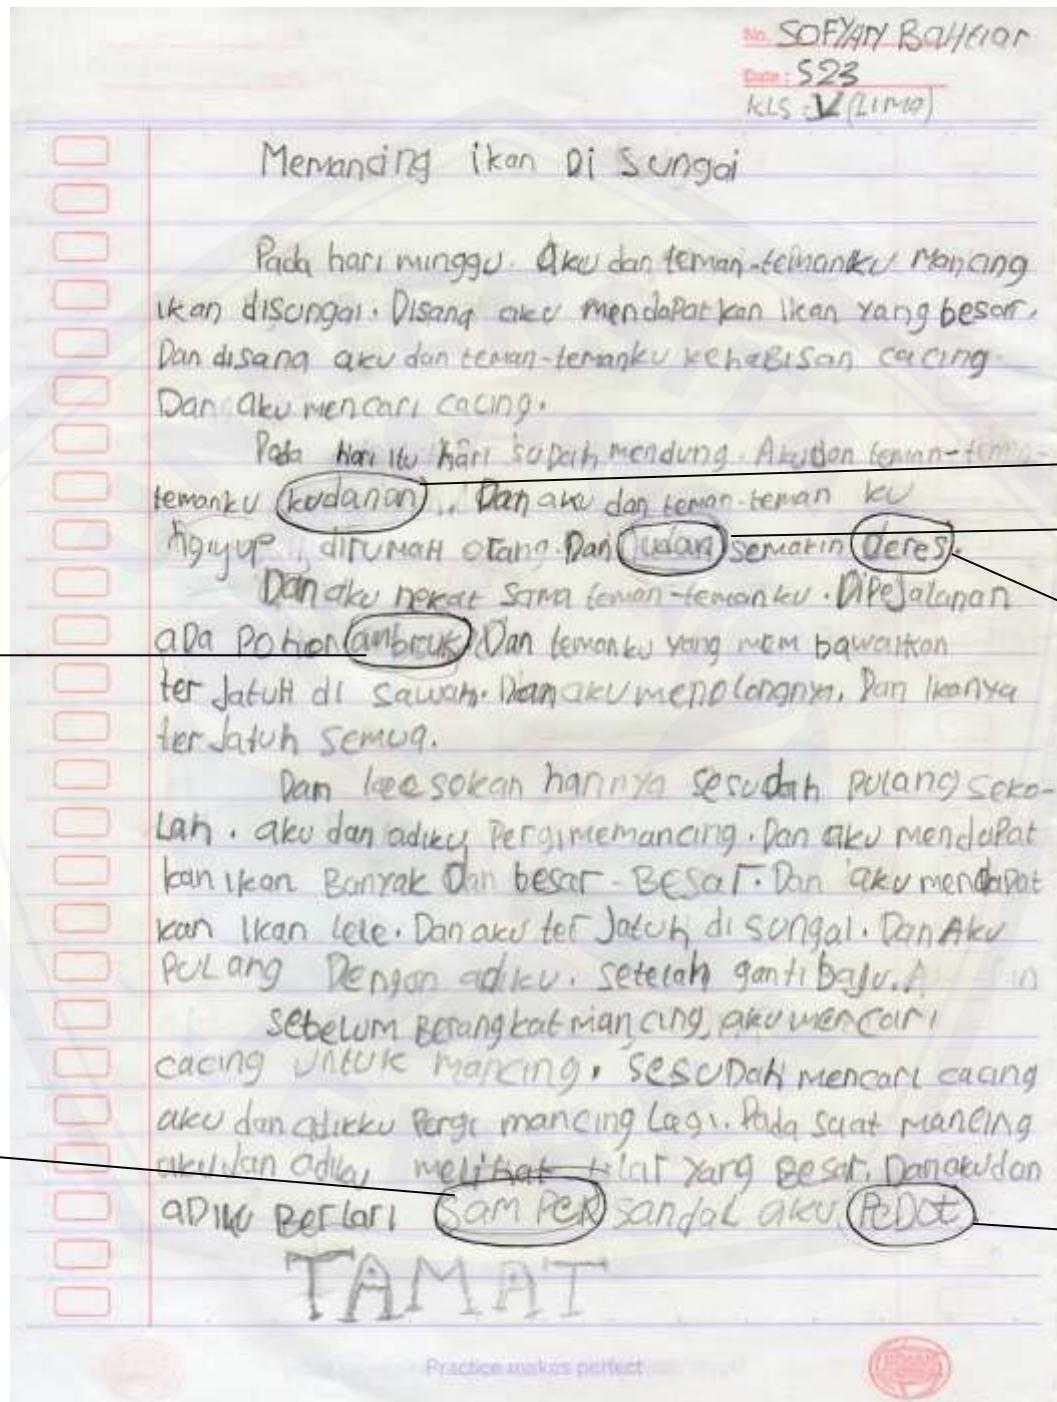 No. SOFYAN BaHtiar
Date : S23
KLS : V (LIMA)
Memancing ikan Di Sungai
Pada hari minggu. Aku dan teman-temanku Mancing
ikan disungai. Disana aku mendaPatkan ikan Yang besar.
Dan disana aku dan teman-temanku kehaBiSan cacing.
Dan aku mencari cacing.
Pada Hari itu hari suDah mendung. Aku dan teman-
temanku kudanan. Dan aku dan teman-teman ku
ngiyup dirumaH orang. Dan udan semakin deres.
Dan aku nekat sama teman-temanku. DiPeJalanan
aDa PoHon ambruk Dan temanku yang mem bawa ikan
ter JatuH di sawah. Dan aku menolongnya. Dan ikanya
ter Jatuh semua.
Dan keesokan harinnya sesudah Pulang seko-
Lah. aku dan adiku Pergi memancing. Dan aku mendaPat
kan ikan Banyak Dan besar-BESar. Dan aku mendapat
kan Ikan lele. Dan aku ter Jatuh di sungai. Dan Aku
PULang Dengan adiku. setelah ganti baju.
sebelum Berangkat mancing, aku mencari
cacing untuk mancing. sesuDah mencari cacing
aku dan adikku Pergi mancing Lagi. Pada saat Mancing
aku dan adiku melihat kilat Yang Besar. Dan aku dan
aDiku Berlari SamPek sandal aku PeDot
TAMAT
Practice makes perfect